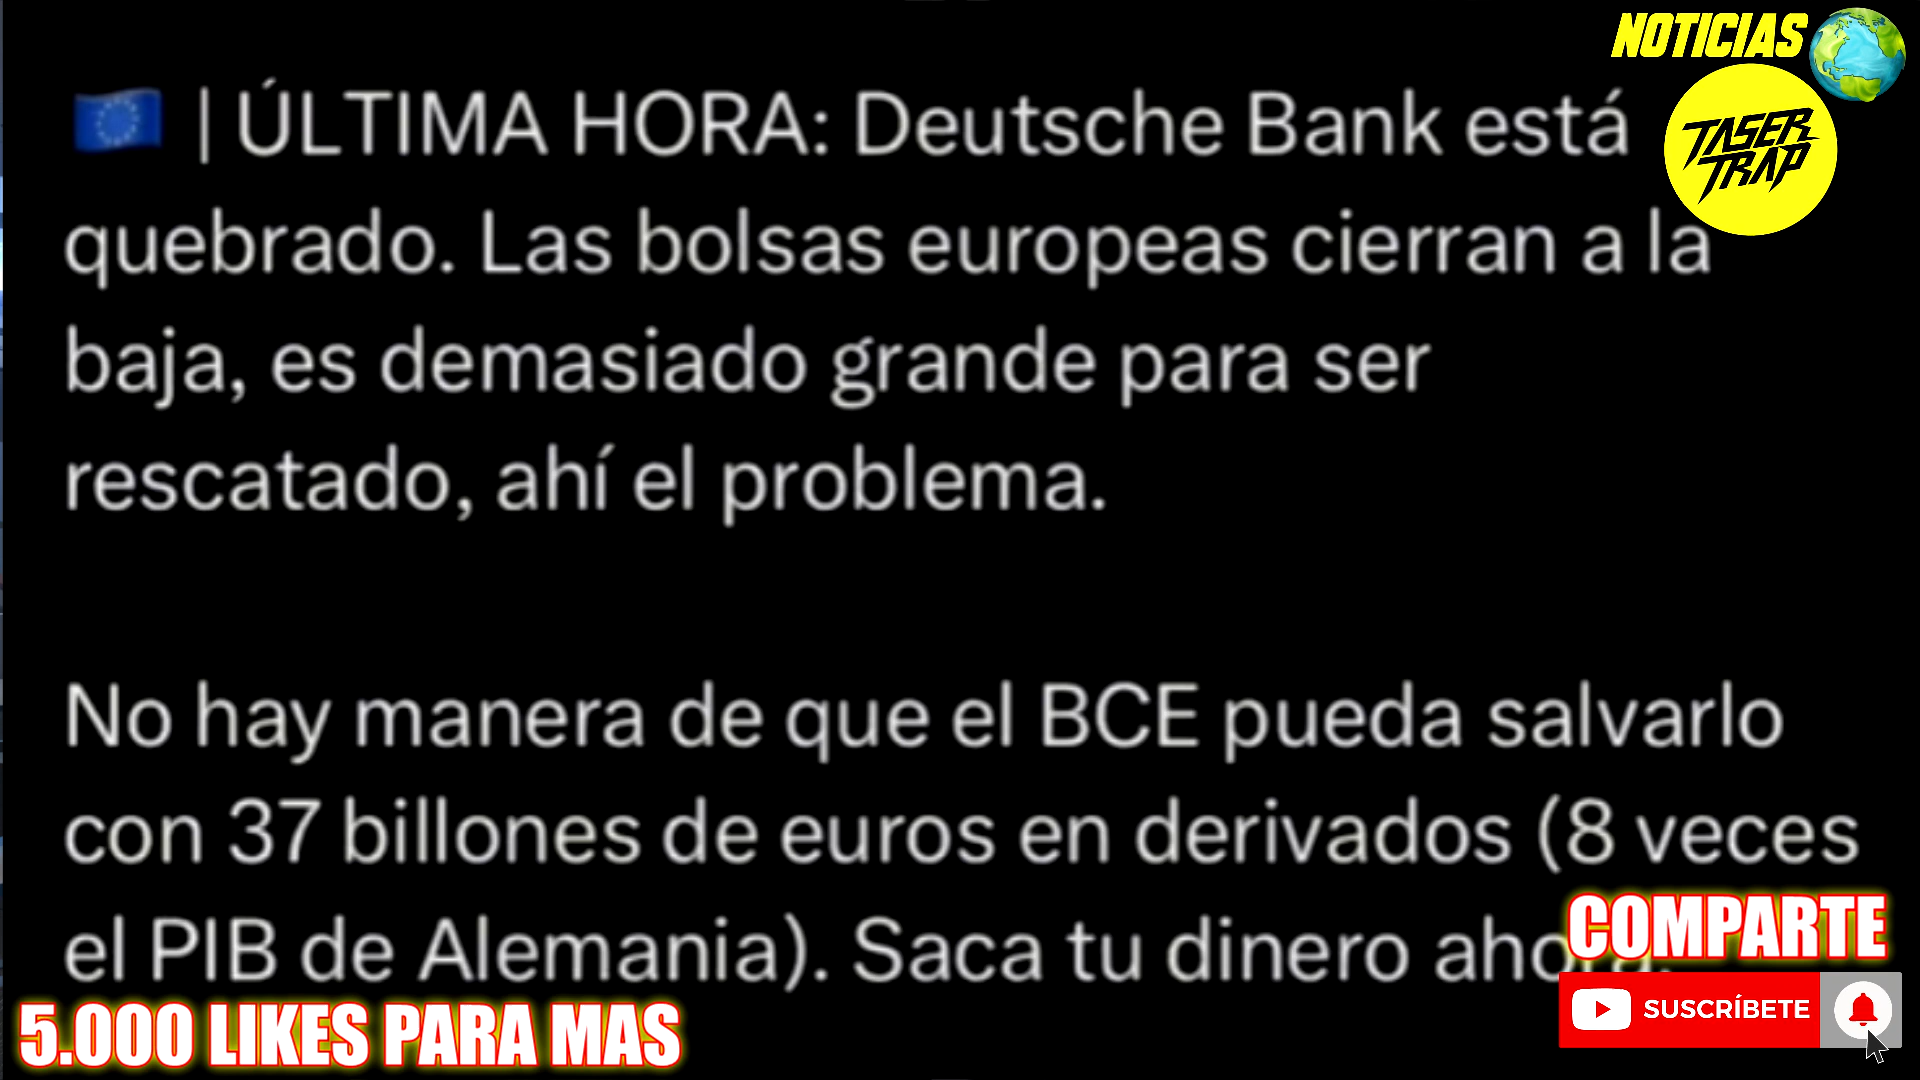 NOTICIAS
TASER
TRAP
🇪🇺 | ÚLTIMA HORA: Deutsche Bank está
quebrado. Las bolsas europeas cierran a la
baja, es demasiado grande para ser
rescatado, ahí el problema.
No hay manera de que el BCE pueda salvarlo
con 37 billones de euros en derivados (8 veces
el PIB de Alemania). Saca tu dinero ahora.
COMPARTE
SUSCRÍBETE
5.000 LIKES PARA MAS